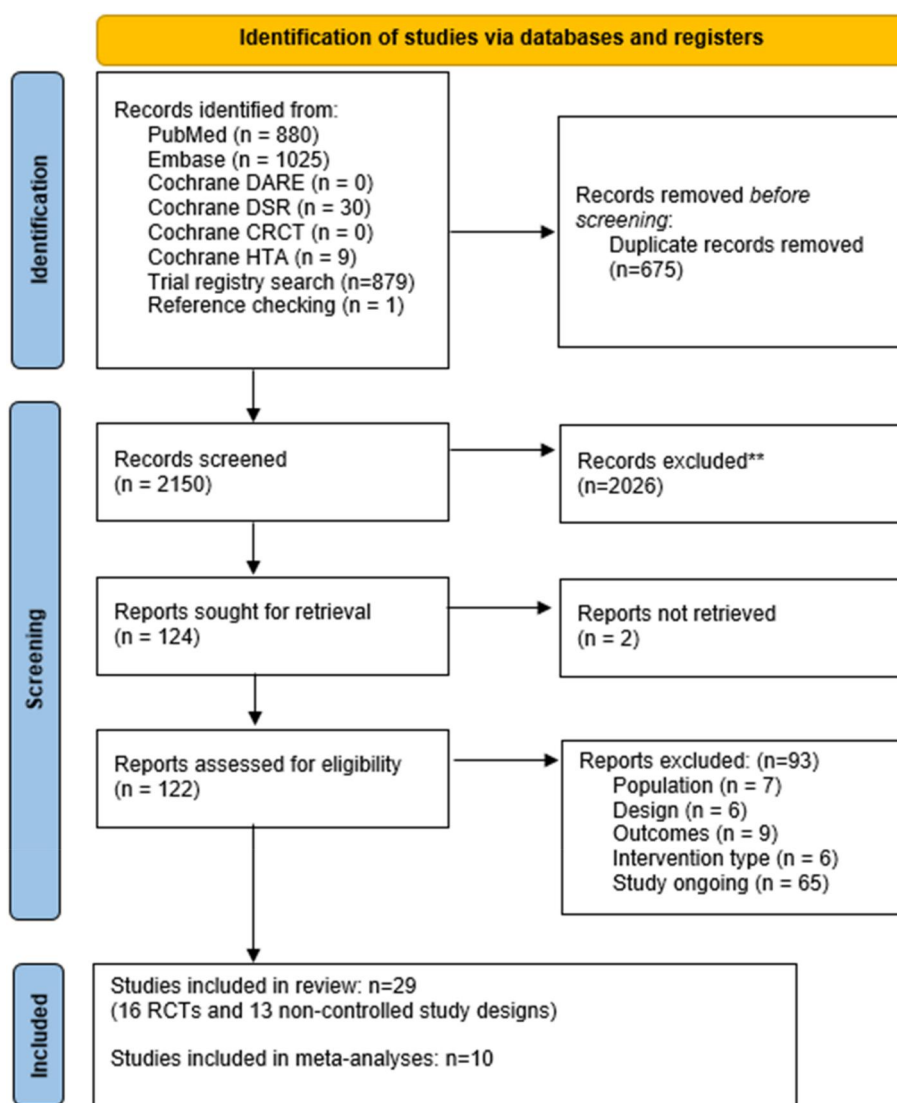 Identification of studies via databases and registers
Identification
Records identified from:
PubMed (n = 880)
Embase (n = 1025)
Cochrane DARE (n = 0)
Cochrane DSR (n = 30)
Cochrane CRCT (n = 0)
Cochrane HTA (n = 9)
Trial registry search (n=879)
Reference checking (n = 1)
Records removed before
screening:
Duplicate records removed
(n=675)
Screening
Records screened
(n = 2150)
Records excluded**
(n=2026)
Reports sought for retrieval
(n = 124)
Reports not retrieved
(n = 2)
Reports assessed for eligibility
(n = 122)
Reports excluded: (n=93)
Population (n = 7)
Design (n = 6)
Outcomes (n = 9)
Intervention type (n = 6)
Study ongoing (n = 65)
Included
Studies included in review: n=29
(16 RCTs and 13 non-controlled study designs)
Studies included in meta-analyses: n=10